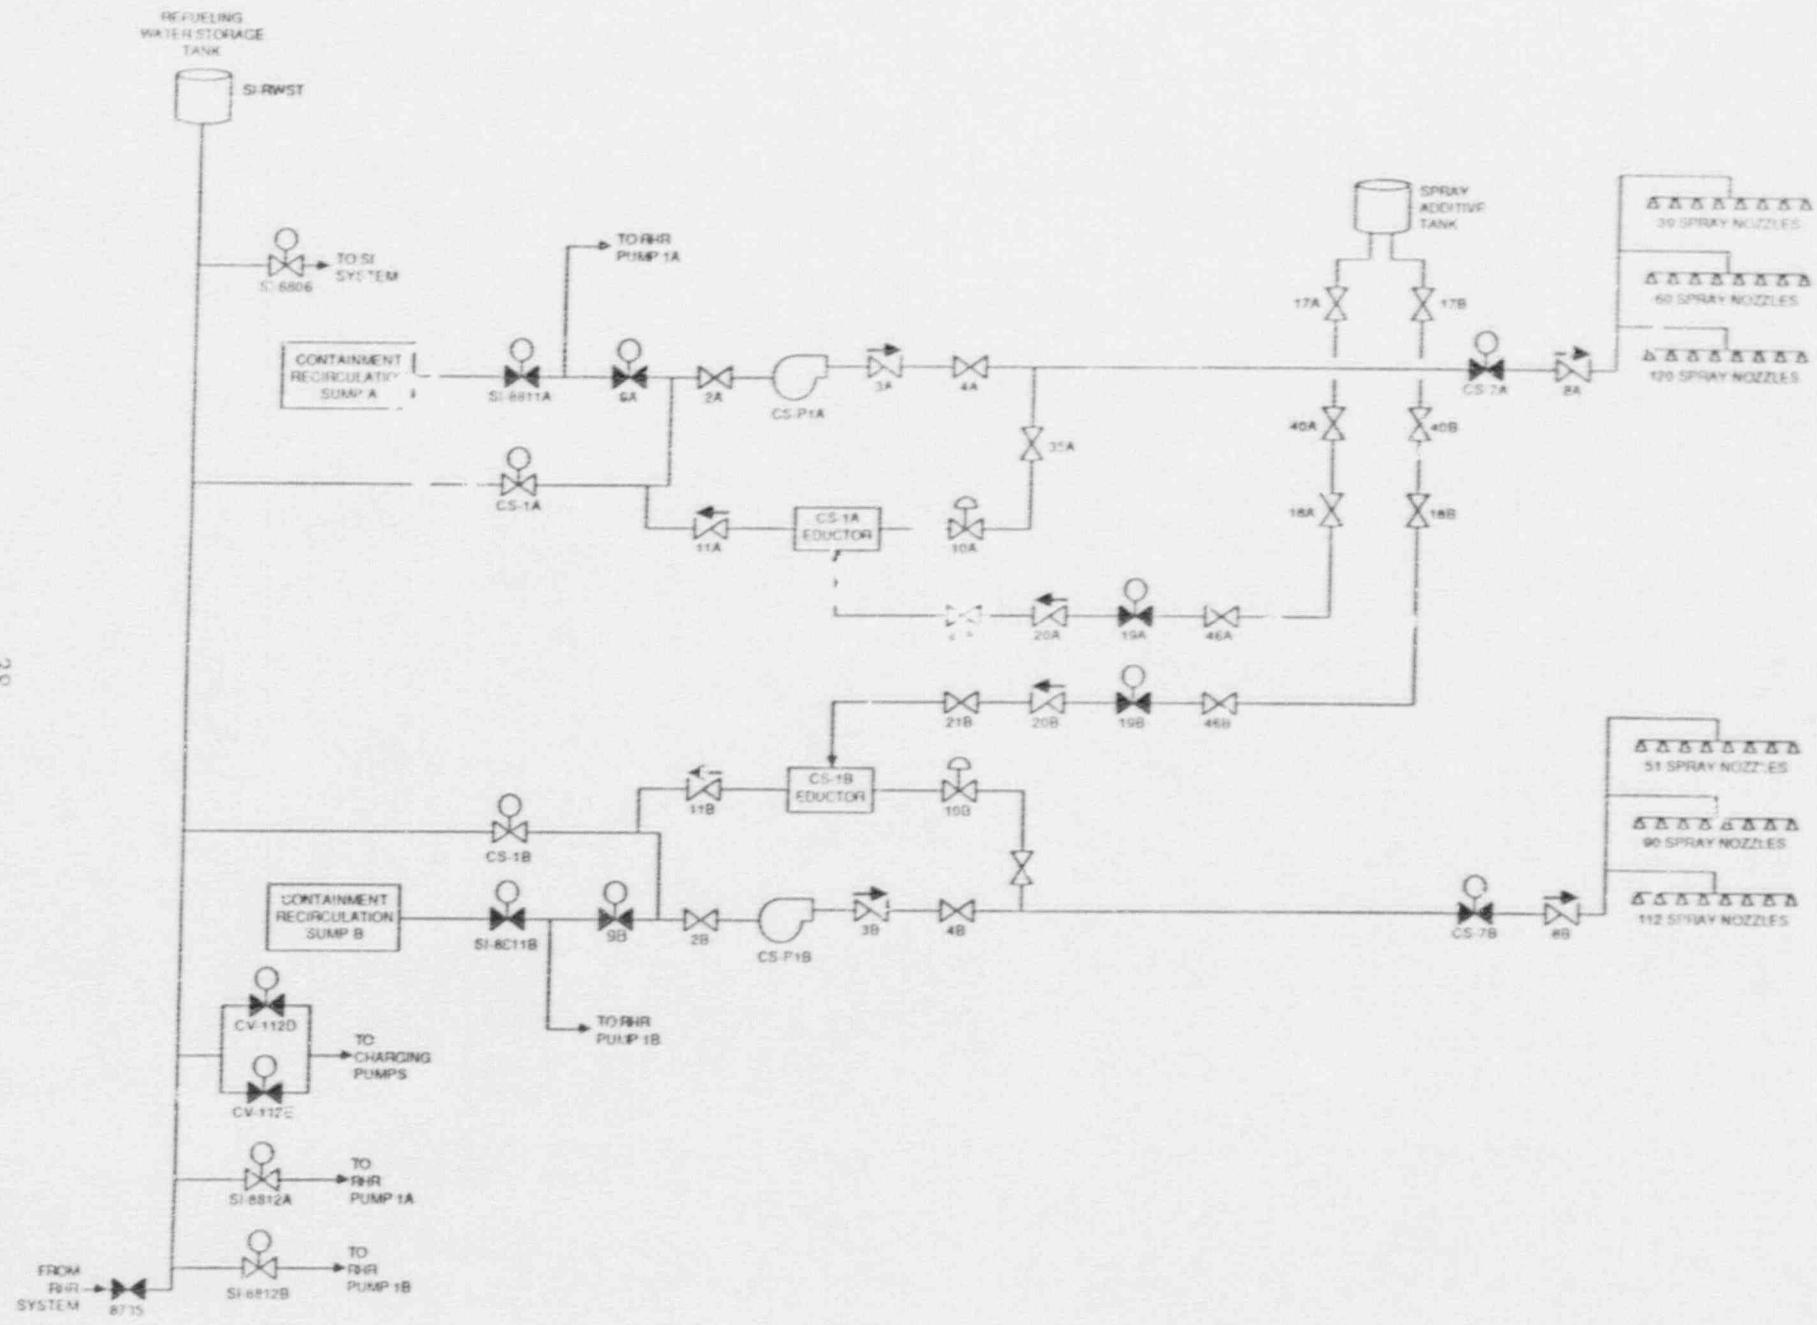 REFUELING
WATER STORAGE
TANK
SI-RWST
TO SI
SYSTEM
SI-8806
TO RHR
PUMP 1A
CONTAINMENT
RECIRCULATION
SUMP A
SI-8811A
9A
2A
CS-P1A
3A
4A
35A
CS-1A
11A
CS-1A
EDUCTOR
10A
SPRAY
ADDITIVE
TANK
17A
17B
40A
40B
18A
18B
CS-7A
8A
30 SPRAY NOZZLES
60 SPRAY NOZZLES
120 SPRAY NOZZLES
20A
19A
46A
21B
20B
19B
46B
CS-1B
EDUCTOR
11B
10B
CS-1B
CONTAINMENT
RECIRCULATION
SUMP B
9B
2B
CS-P1B
3B
4B
CS-7B
8B
51 SPRAY NOZZLES
90 SPRAY NOZZLES
112 SPRAY NOZZLES
TO RHR
PUMP 1B
CV-112D
CV-112E
TO
CHARGING
PUMPS
SI-8812A
TO
RHR
PUMP 1A
SI-8812B
TO
RHR
PUMP 1B
FROM
RHR
SYSTEM